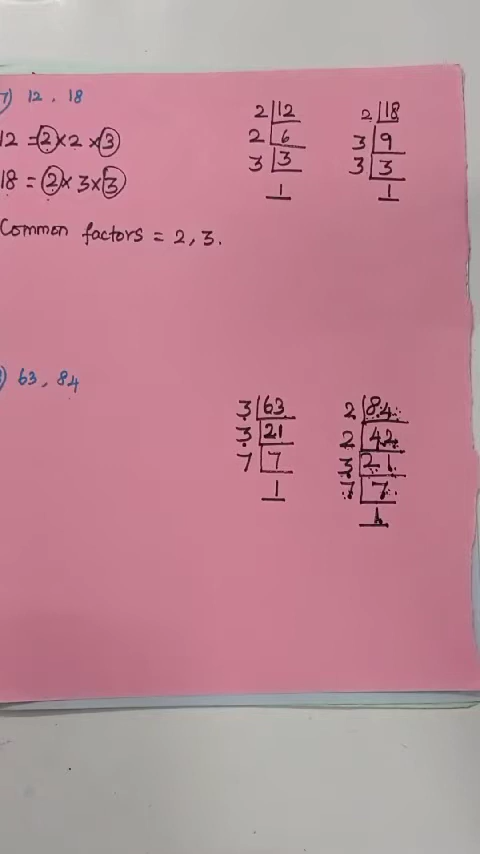 7) 12, 18
12 = 2 × 2 × 3
18 = 2 × 3 × 3
Common factors = 2, 3.
2 | 12
2 | 6
3 | 3
1
2 | 18
3 | 9
3 | 3
1
) 63, 84
3 | 63
3 | 21
7 | 7
1
2 | 84
2 | 42
3 | 21
7 | 7
1